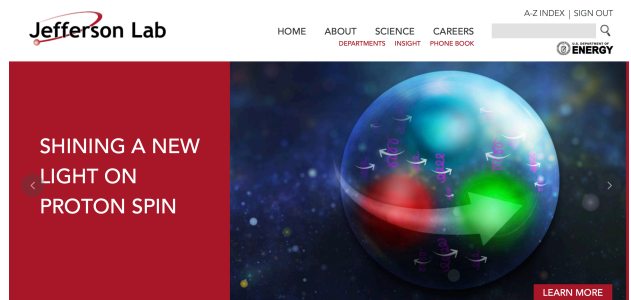 Jefferson Lab
A-Z INDEX | SIGN OUT
HOME ABOUT SCIENCE CAREERS
DEPARTMENTS INSIGHT PHONE BOOK
U.S. DEPARTMENT OF
ENERGY
SHINING A NEW
LIGHT ON
PROTON SPIN
LEARN MORE